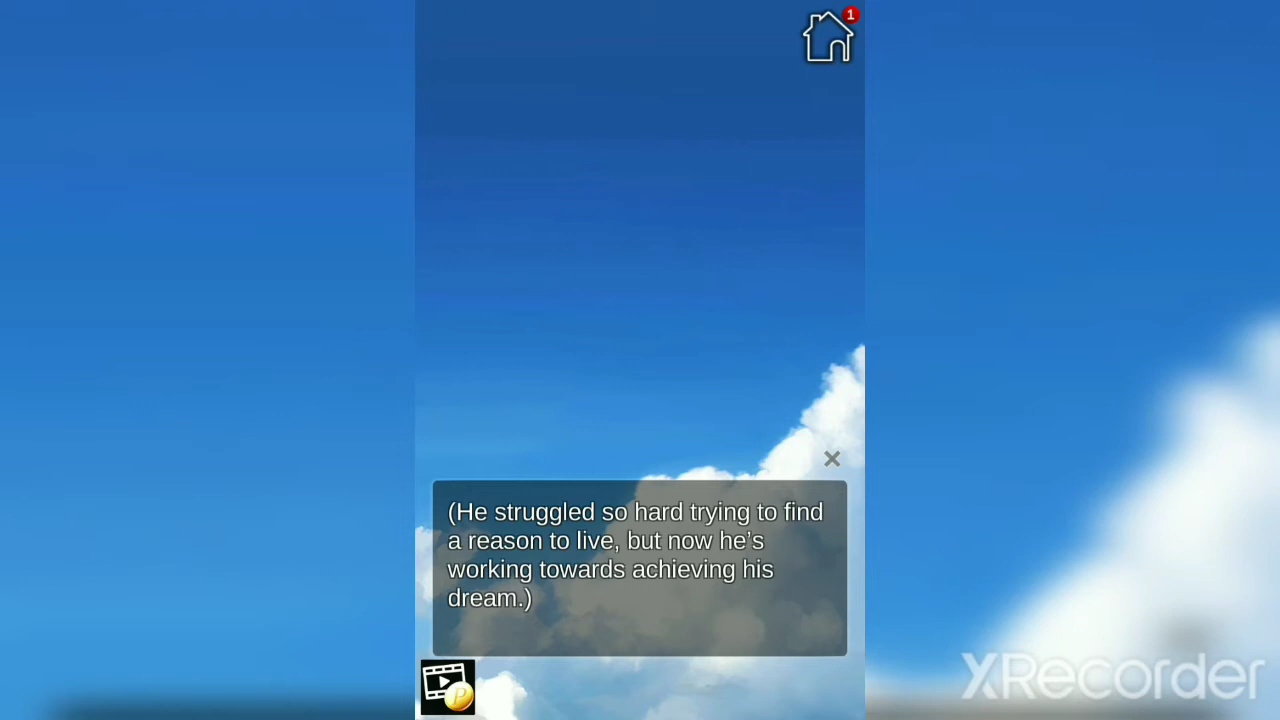 1
(He struggled so hard trying to find
a reason to live, but now he's
working towards achieving his
dream.)
P
XRecorder